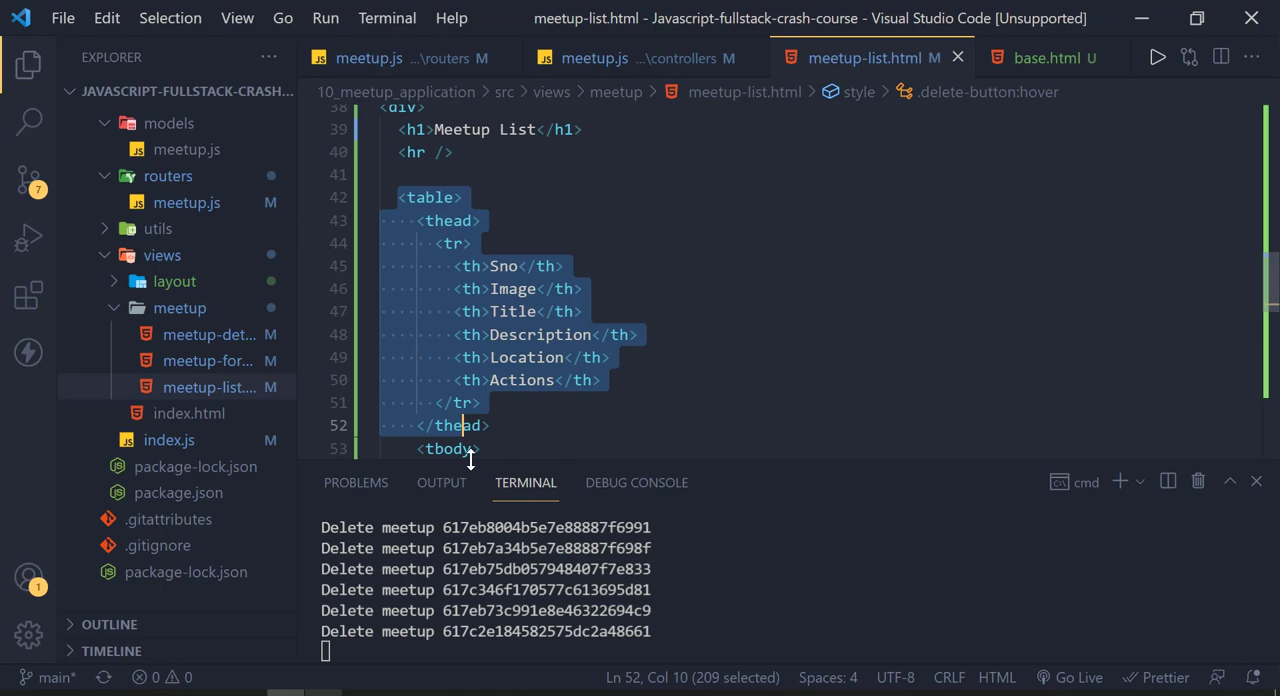 File Edit Selection View Go Run Terminal Help meetup-list.html - Javascript-fullstack-crash-course - Visual Studio Code [Unsupported]
EXPLORER ...
meetup.js ...\routers M meetup.js ...\controllers M meetup-list.html M base.html U
JAVASCRIPT-FULLSTACK-CRASH...
10_meetup_application > src > views > meetup > meetup-list.html > style > .delete-button:hover
models
meetup.js
routers
meetup.js M
utils
views
layout
meetup
meetup-det... M
meetup-for... M
meetup-list.... M
index.html
index.js M
package-lock.json
package.json
.gitattributes
.gitignore
package-lock.json
OUTLINE
TIMELINE
7
1
38 <div>
39 <h1>Meetup List</h1>
40 <hr />
41
42 <table>
43 <thead>
44 <tr>
45 <th>Sno</th>
46 <th>Image</th>
47 <th>Title</th>
48 <th>Description</th>
49 <th>Location</th>
50 <th>Actions</th>
51 </tr>
52 </thead>
53 <tbody>
PROBLEMS OUTPUT TERMINAL DEBUG CONSOLE cmd
Delete meetup 617eb8004b5e7e88887f6991
Delete meetup 617eb7a34b5e7e88887f698f
Delete meetup 617eb75db057948407f7e833
Delete meetup 617c346f170577c613695d81
Delete meetup 617eb73c991e8e46322694c9
Delete meetup 617c2e184582575dc2a48661
main* 0 0 Ln 52, Col 10 (209 selected) Spaces: 4 UTF-8 CRLF HTML Go Live Prettier